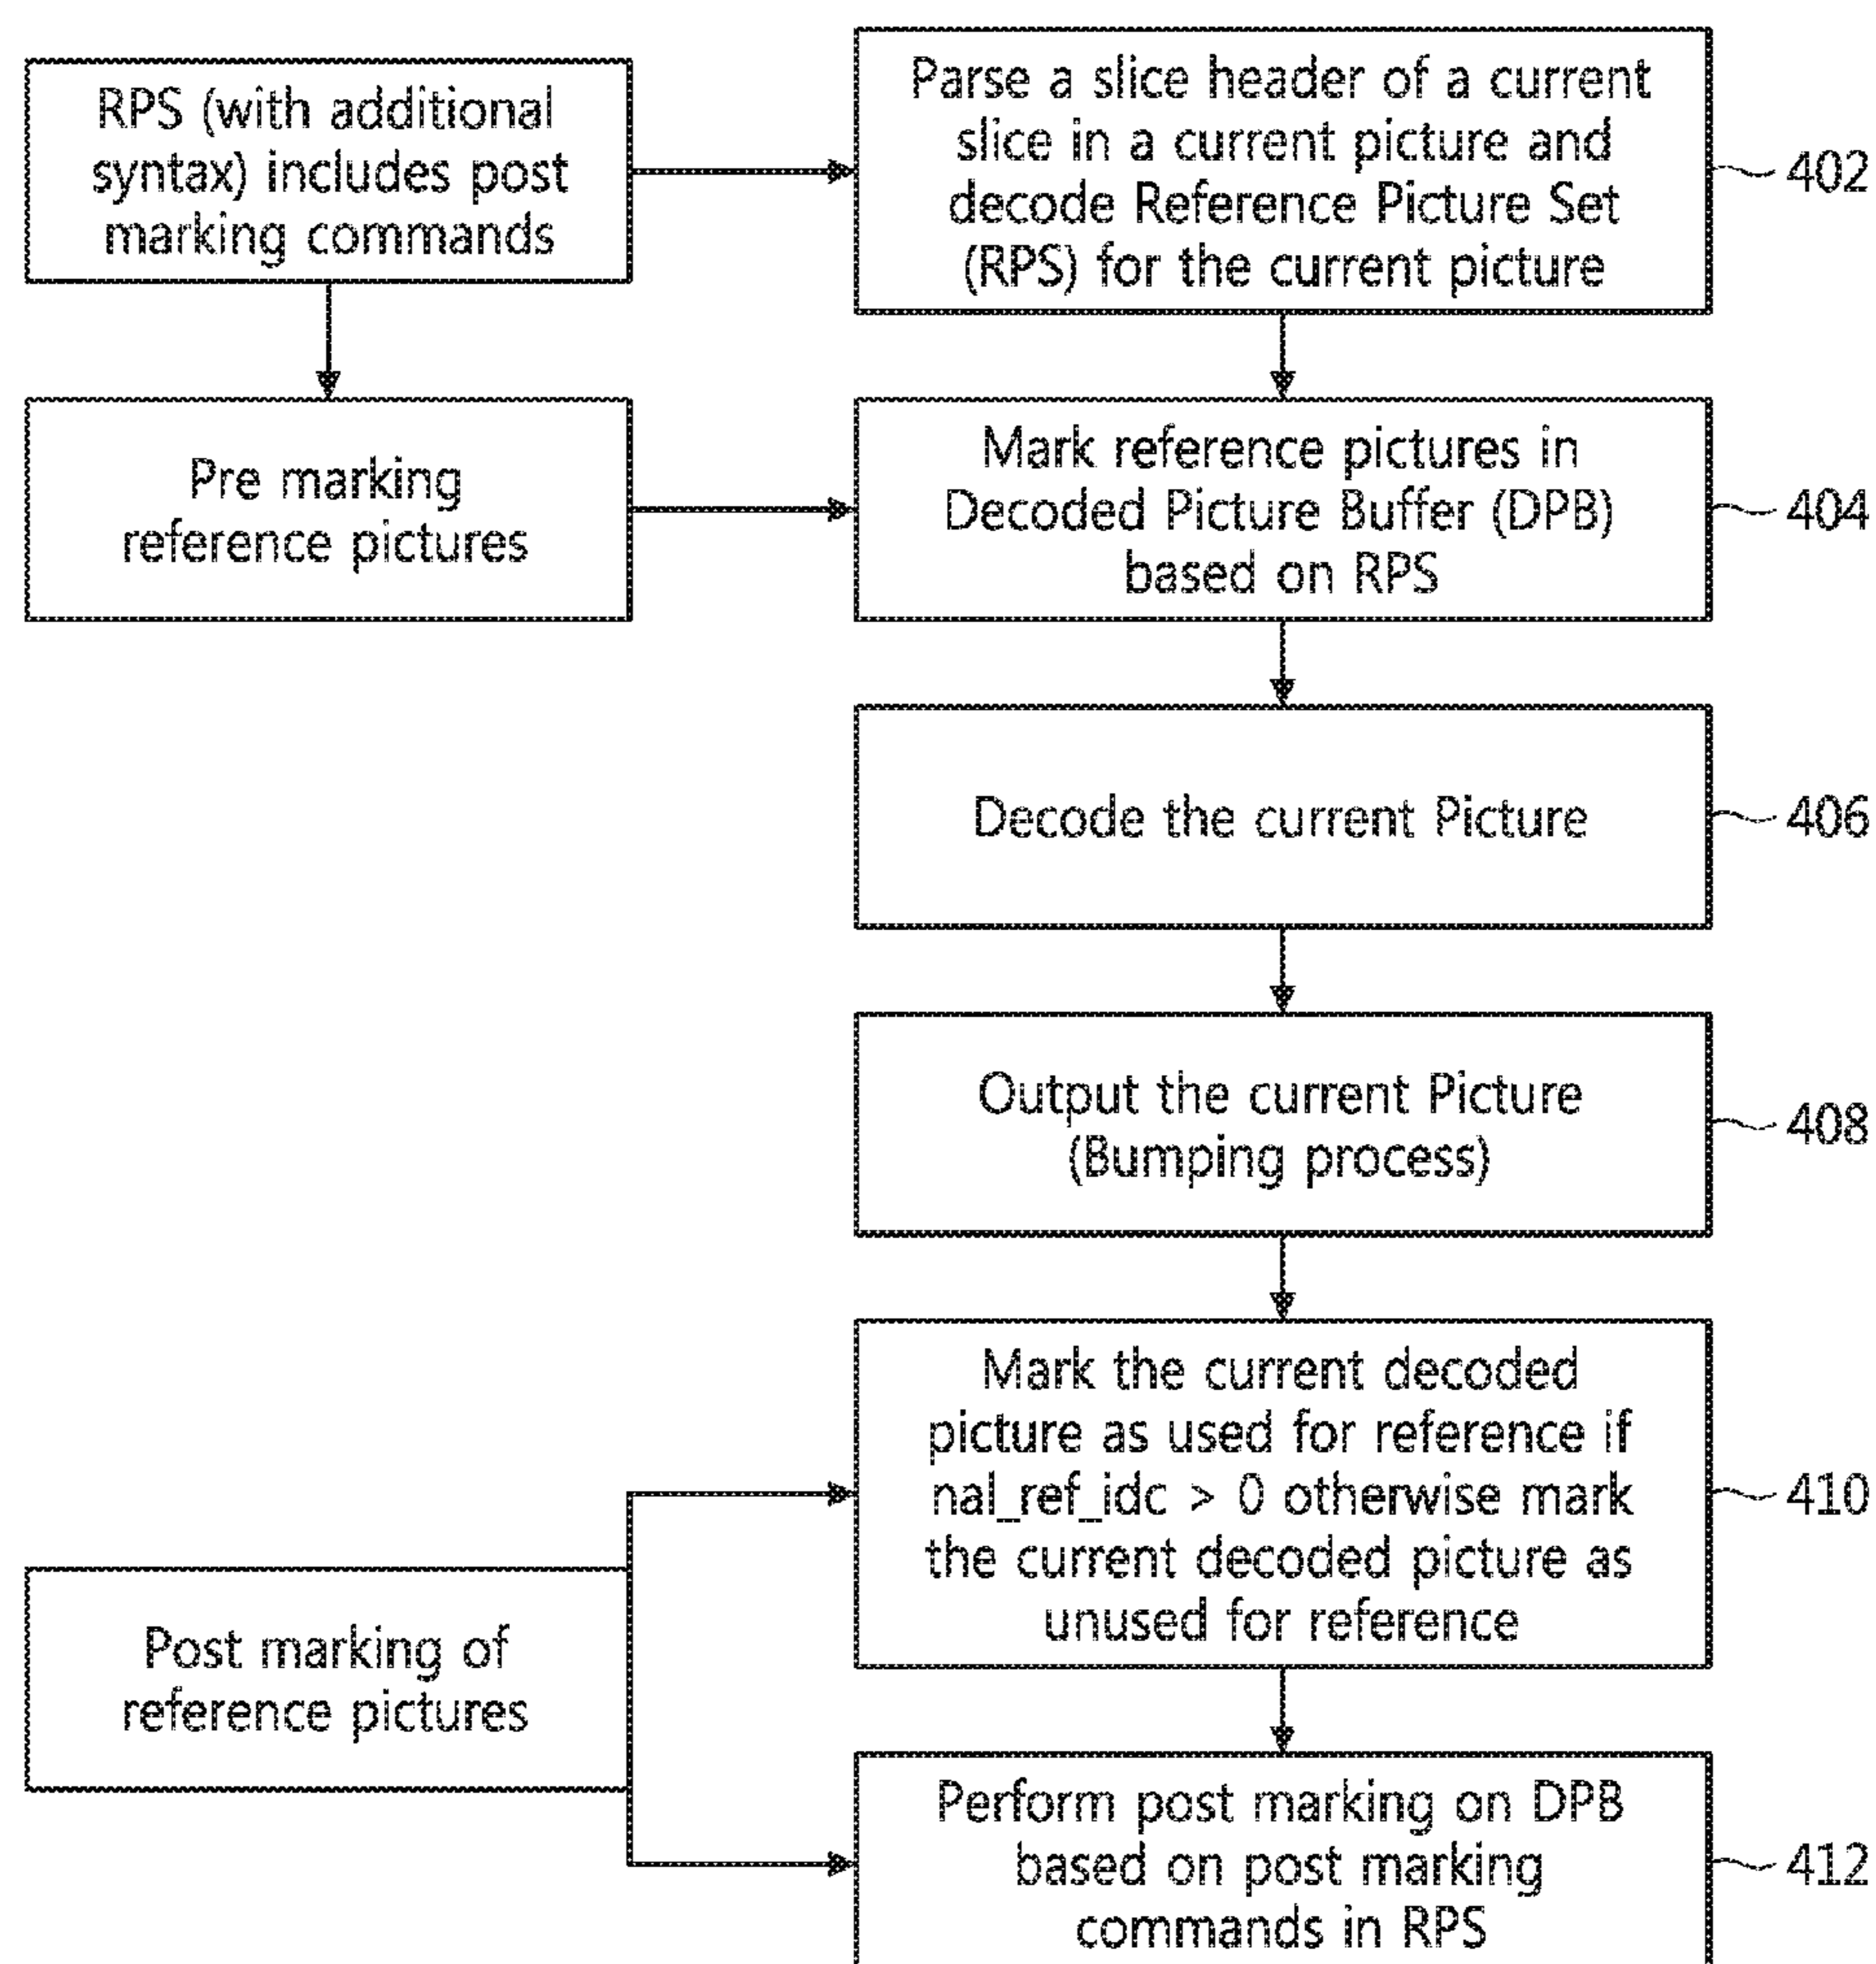 RPS (with additional
syntax) includes post
marking commands
Parse a slice header of a current
slice in a current picture and
decode Reference Picture Set
(RPS) for the current picture
402
Pre marking
reference pictures
Mark reference pictures in
Decoded Picture Buffer (DPB)
based on RPS
404
Decode the current Picture
406
Output the current Picture
(Bumping process)
408
Mark the current decoded
picture as used for reference if
nal_ref_idc > 0 otherwise mark
the current decoded picture as
unused for reference
410
Post marking of
reference pictures
Perform post marking on DPB
based on post marking
commands in RPS
412